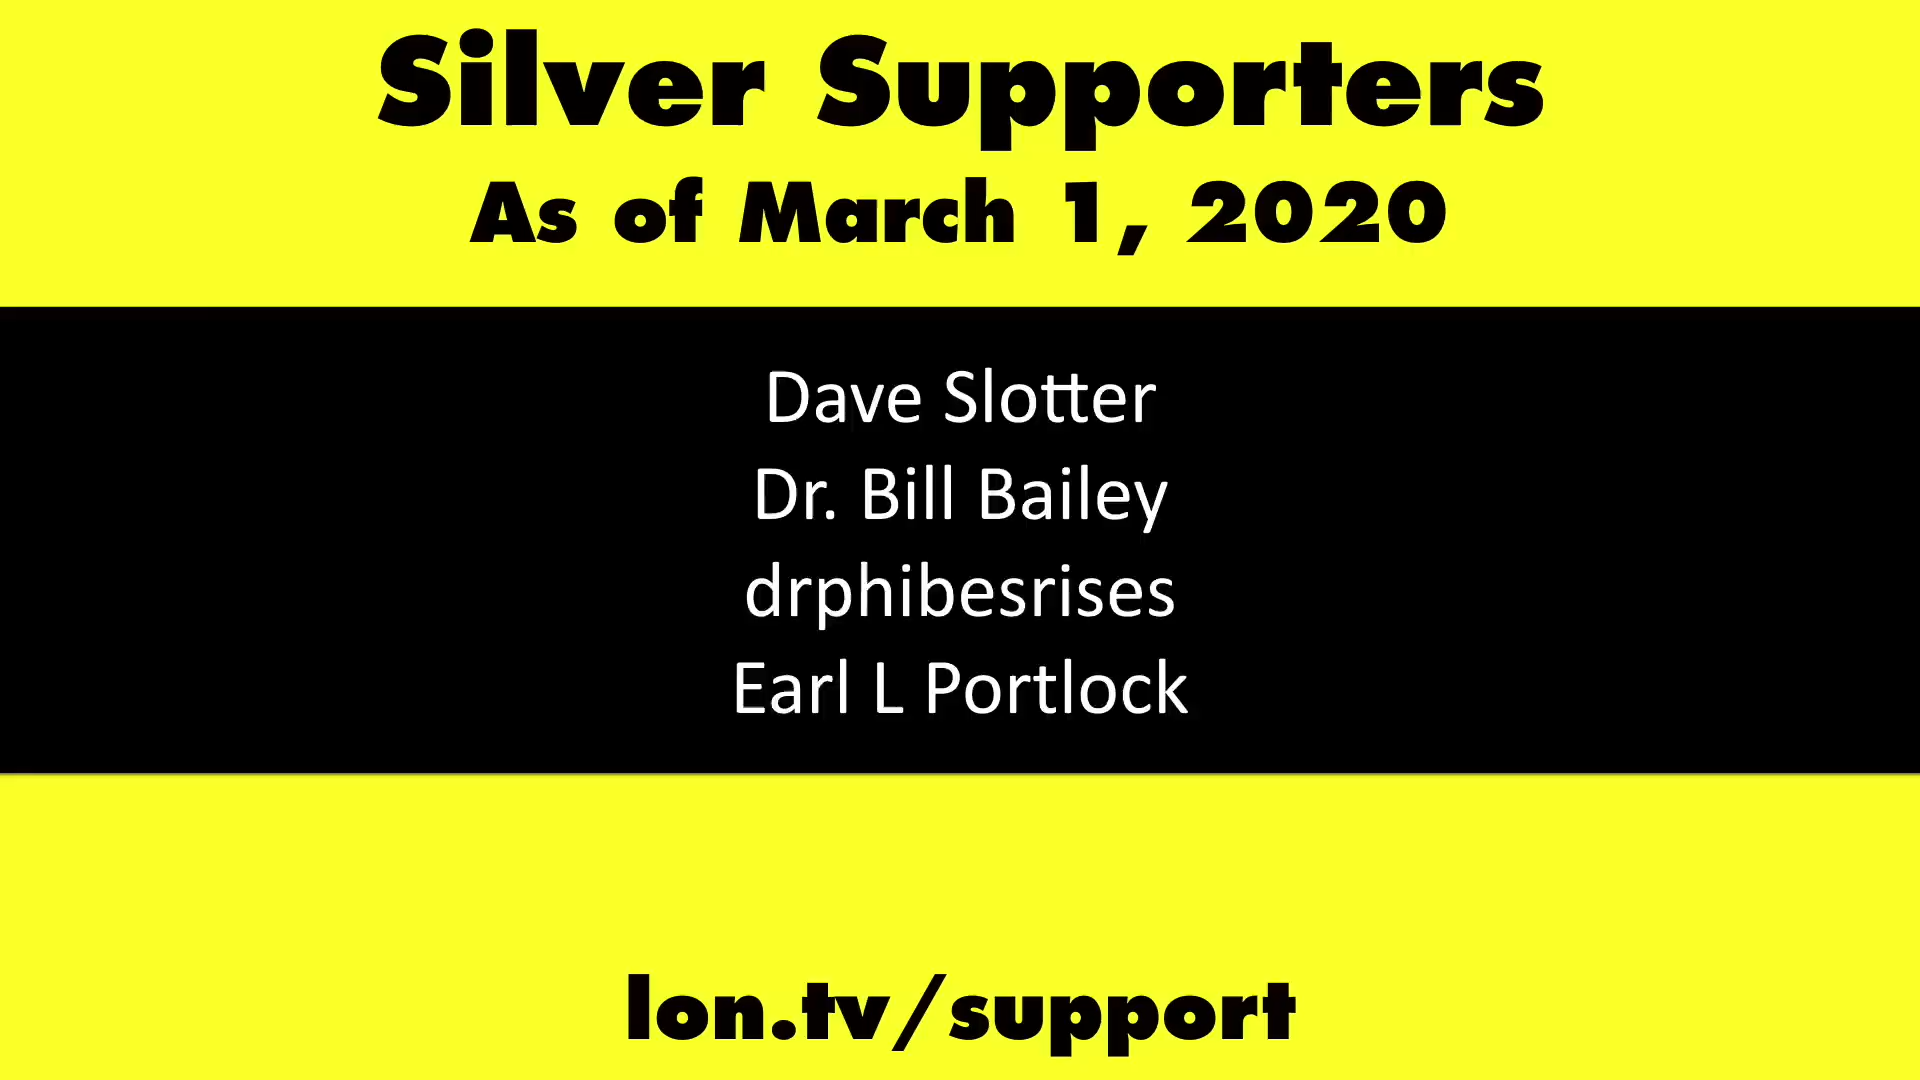 Silver Supporters
As of March 1, 2020
Dave Slotter
Dr. Bill Bailey
drphibesrises
Earl L Portlock
lon.tv/support